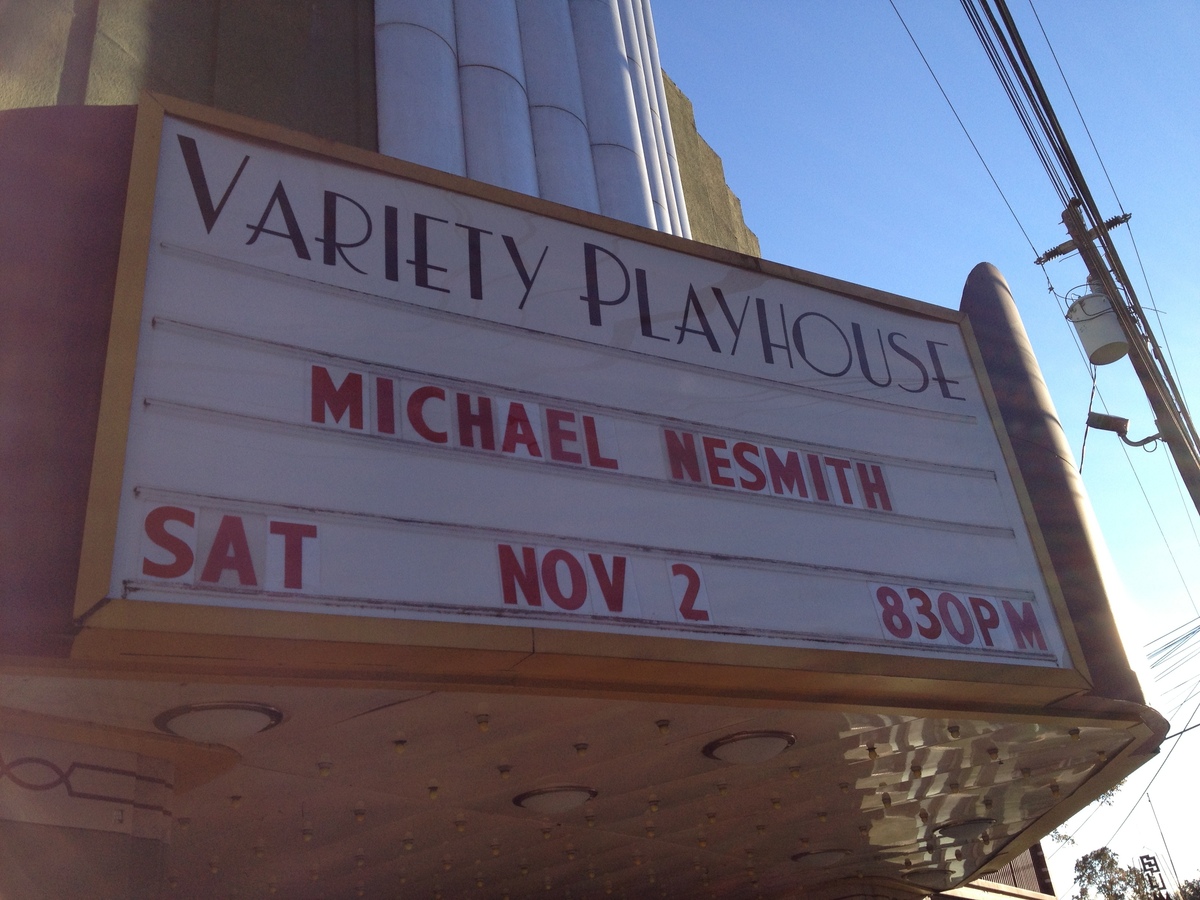 VARIETY PLAYHOUSE
MICHAEL NESMITH
SAT NOV 2 830PM